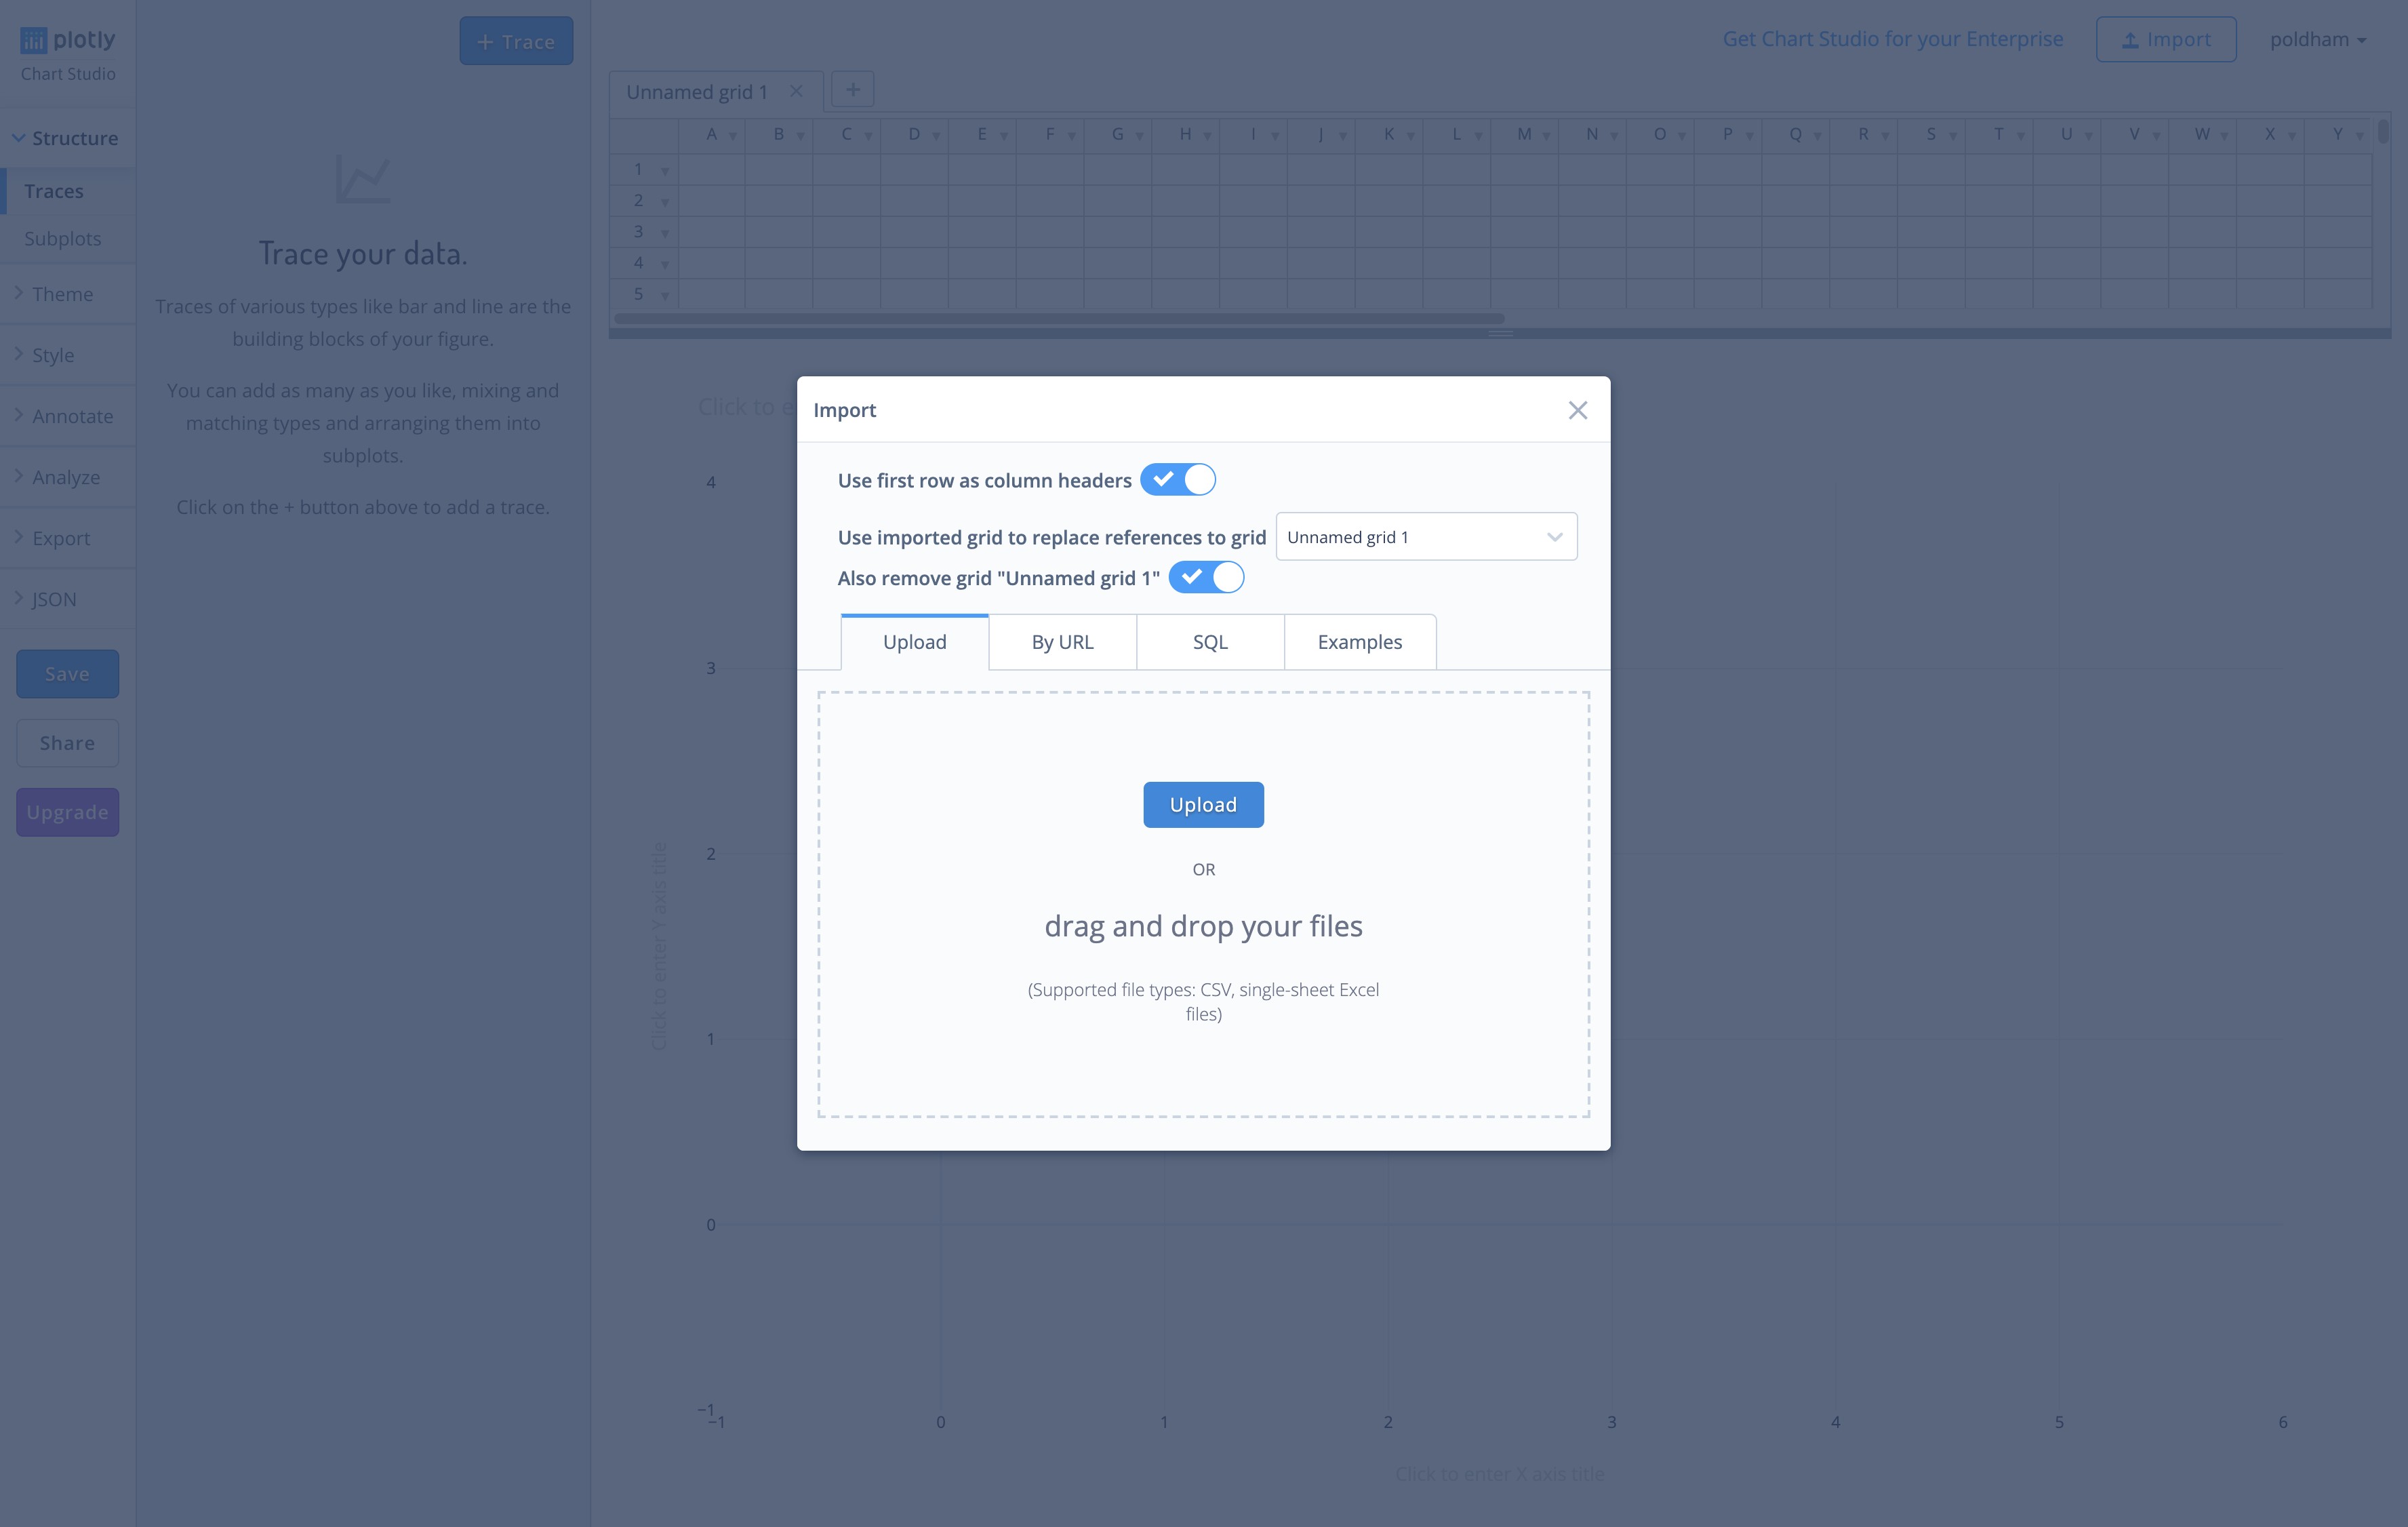 plotly
Chart Studio
Structure
Traces
Subplots
Theme
Style
Annotate
Analyze
Export
JSON
Save
Share
Upgrade
+ Trace
Trace your data.
Traces of various types like bar and line are the
building blocks of your figure.
You can add as many as you like, mixing and
matching types and arranging them into
subplots.
Click on the + button above to add a trace.
Get Chart Studio for your Enterprise
Import
poldham
Unnamed grid 1
+
A B C D E F G H I J K L M N O P Q R S T U V W X Y
1
2
3
4
5
Click to e
Import
Use first row as column headers
Use imported grid to replace references to grid Unnamed grid 1
Also remove grid "Unnamed grid 1"
Upload By URL SQL Examples
Upload
OR
drag and drop your files
(Supported file types: CSV, single-sheet Excel
files)
Click to enter Y axis title
4
3
2
1
0
−1
−1 0 1 2 3 4 5 6
Click to enter X axis title